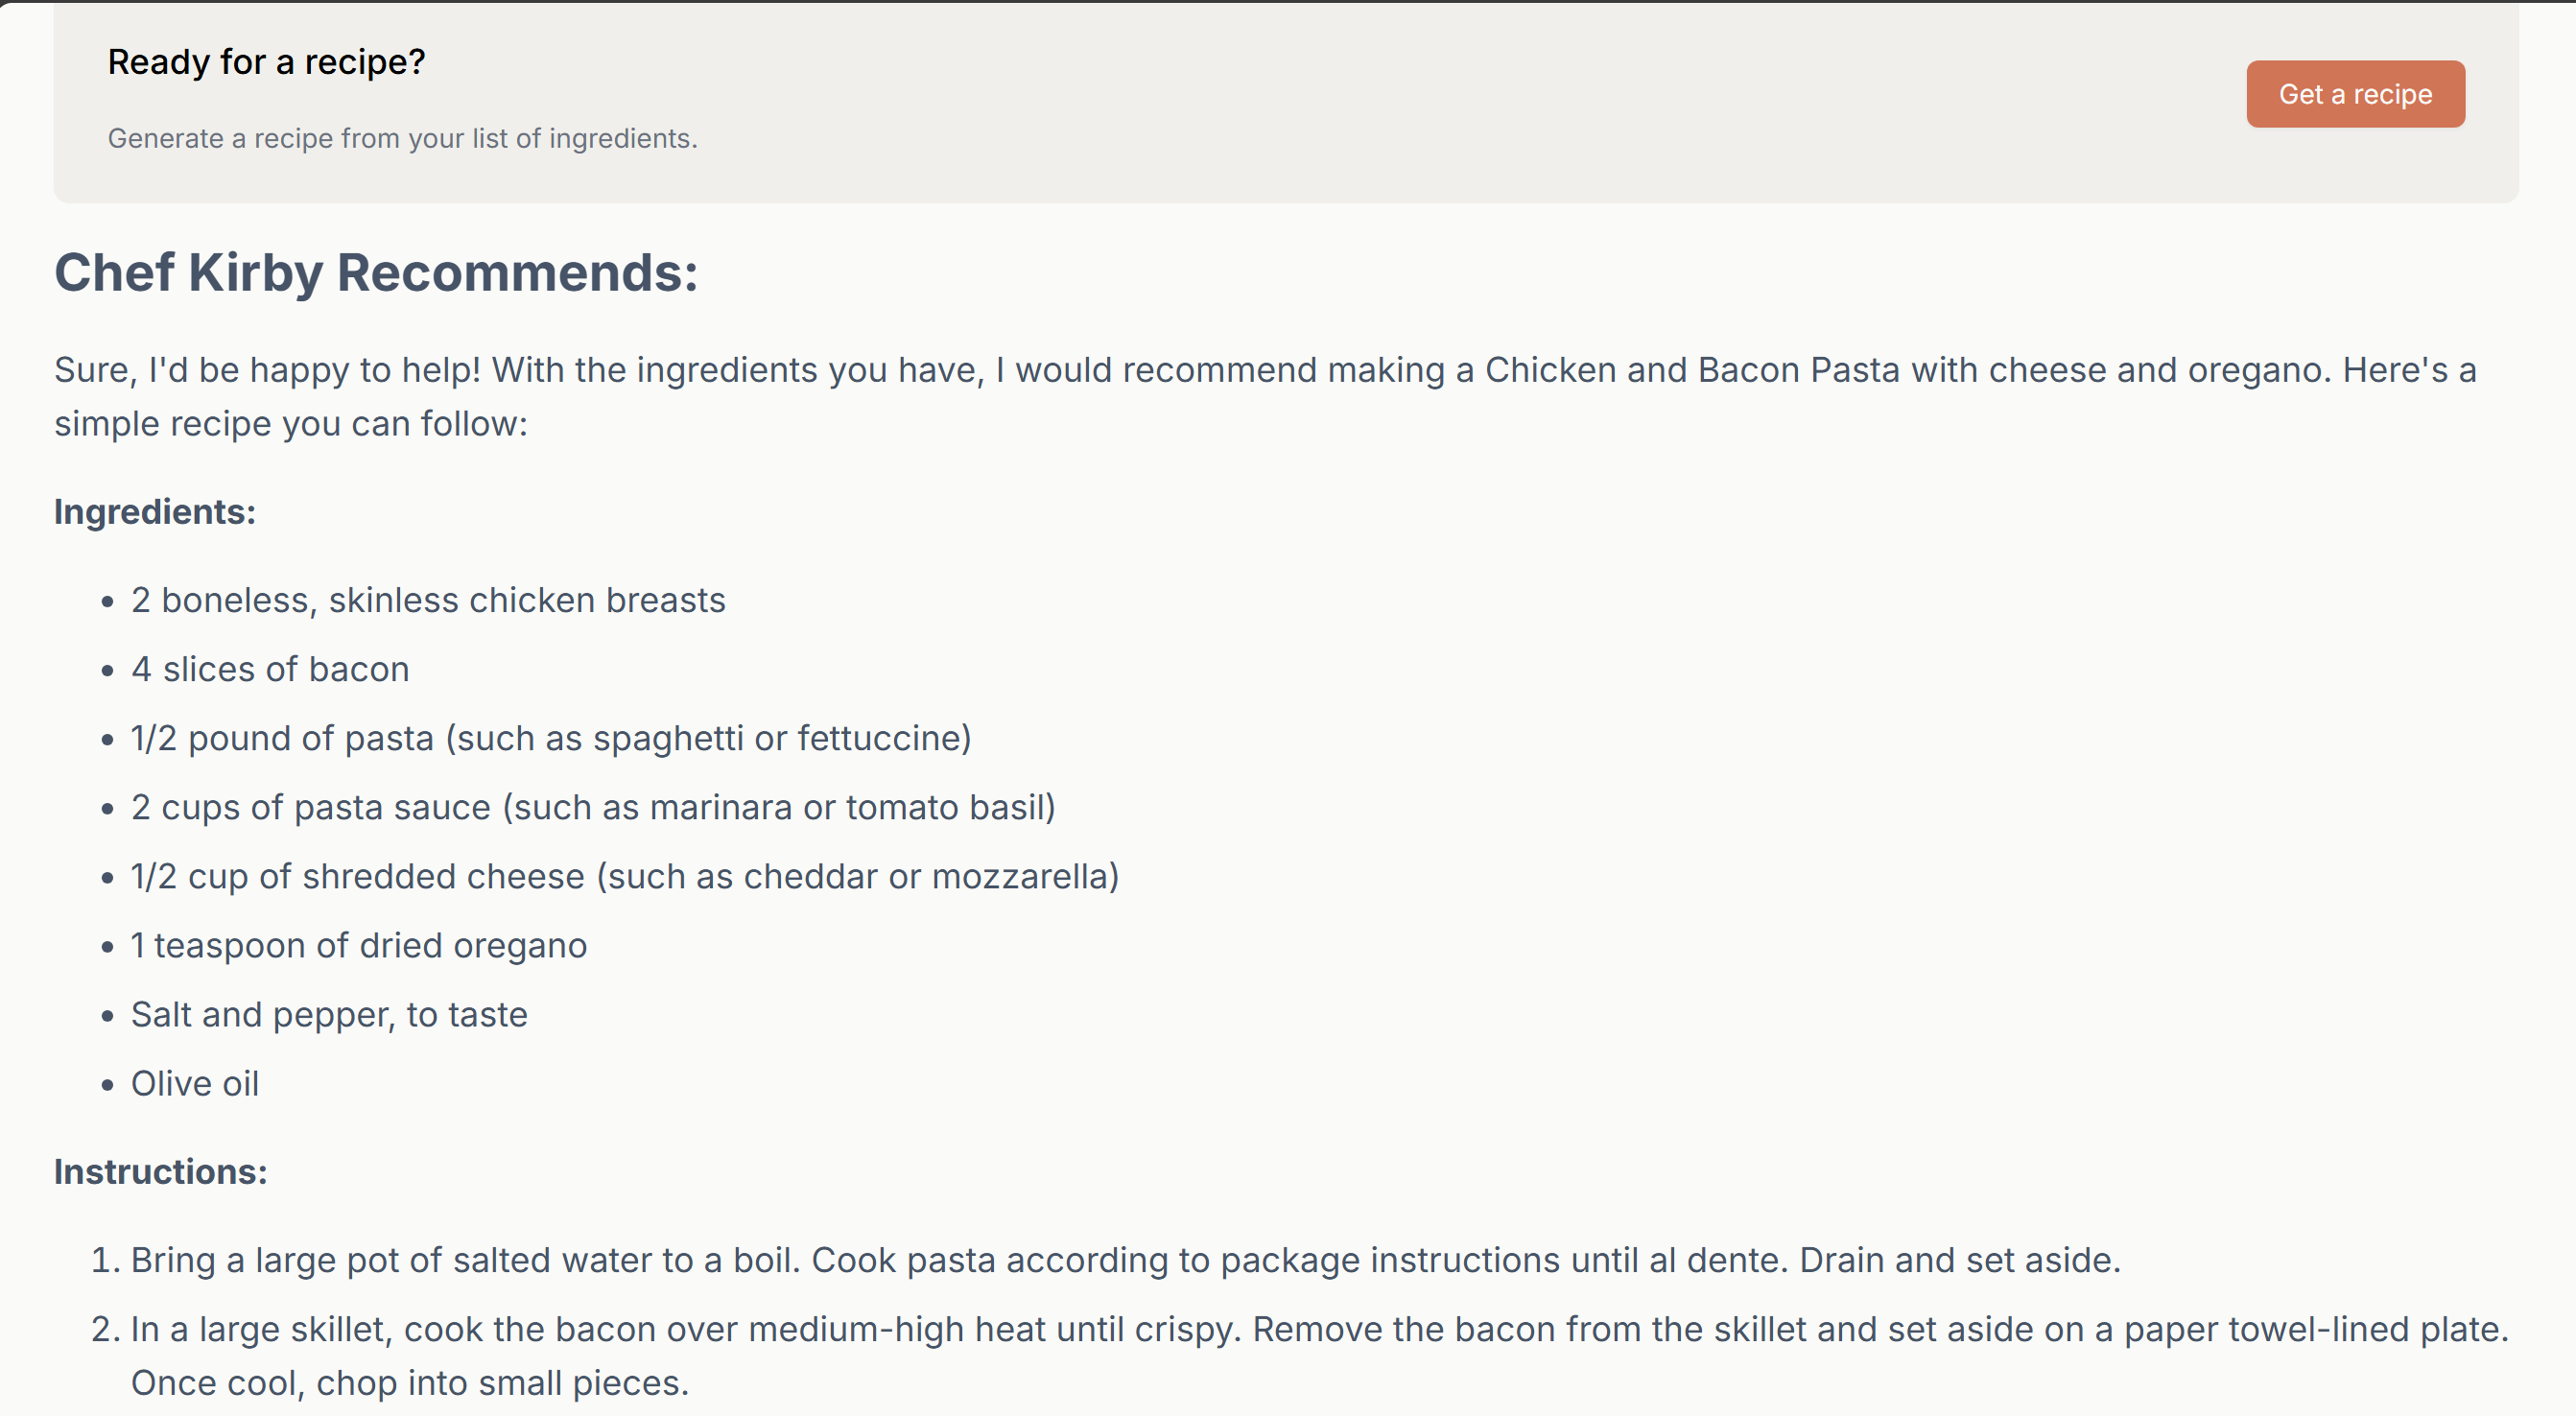 Ready for a recipe?
Generate a recipe from your list of ingredients.
Get a recipe
Chef Kirby Recommends:
Sure, I'd be happy to help! With the ingredients you have, I would recommend making a Chicken and Bacon Pasta with cheese and oregano. Here's a
simple recipe you can follow:
Ingredients:
• 2 boneless, skinless chicken breasts
• 4 slices of bacon
• 1/2 pound of pasta (such as spaghetti or fettuccine)
• 2 cups of pasta sauce (such as marinara or tomato basil)
• 1/2 cup of shredded cheese (such as cheddar or mozzarella)
• 1 teaspoon of dried oregano
• Salt and pepper, to taste
• Olive oil
Instructions:
1. Bring a large pot of salted water to a boil. Cook pasta according to package instructions until al dente. Drain and set aside.
2. In a large skillet, cook the bacon over medium-high heat until crispy. Remove the bacon from the skillet and set aside on a paper towel-lined plate.
Once cool, chop into small pieces.